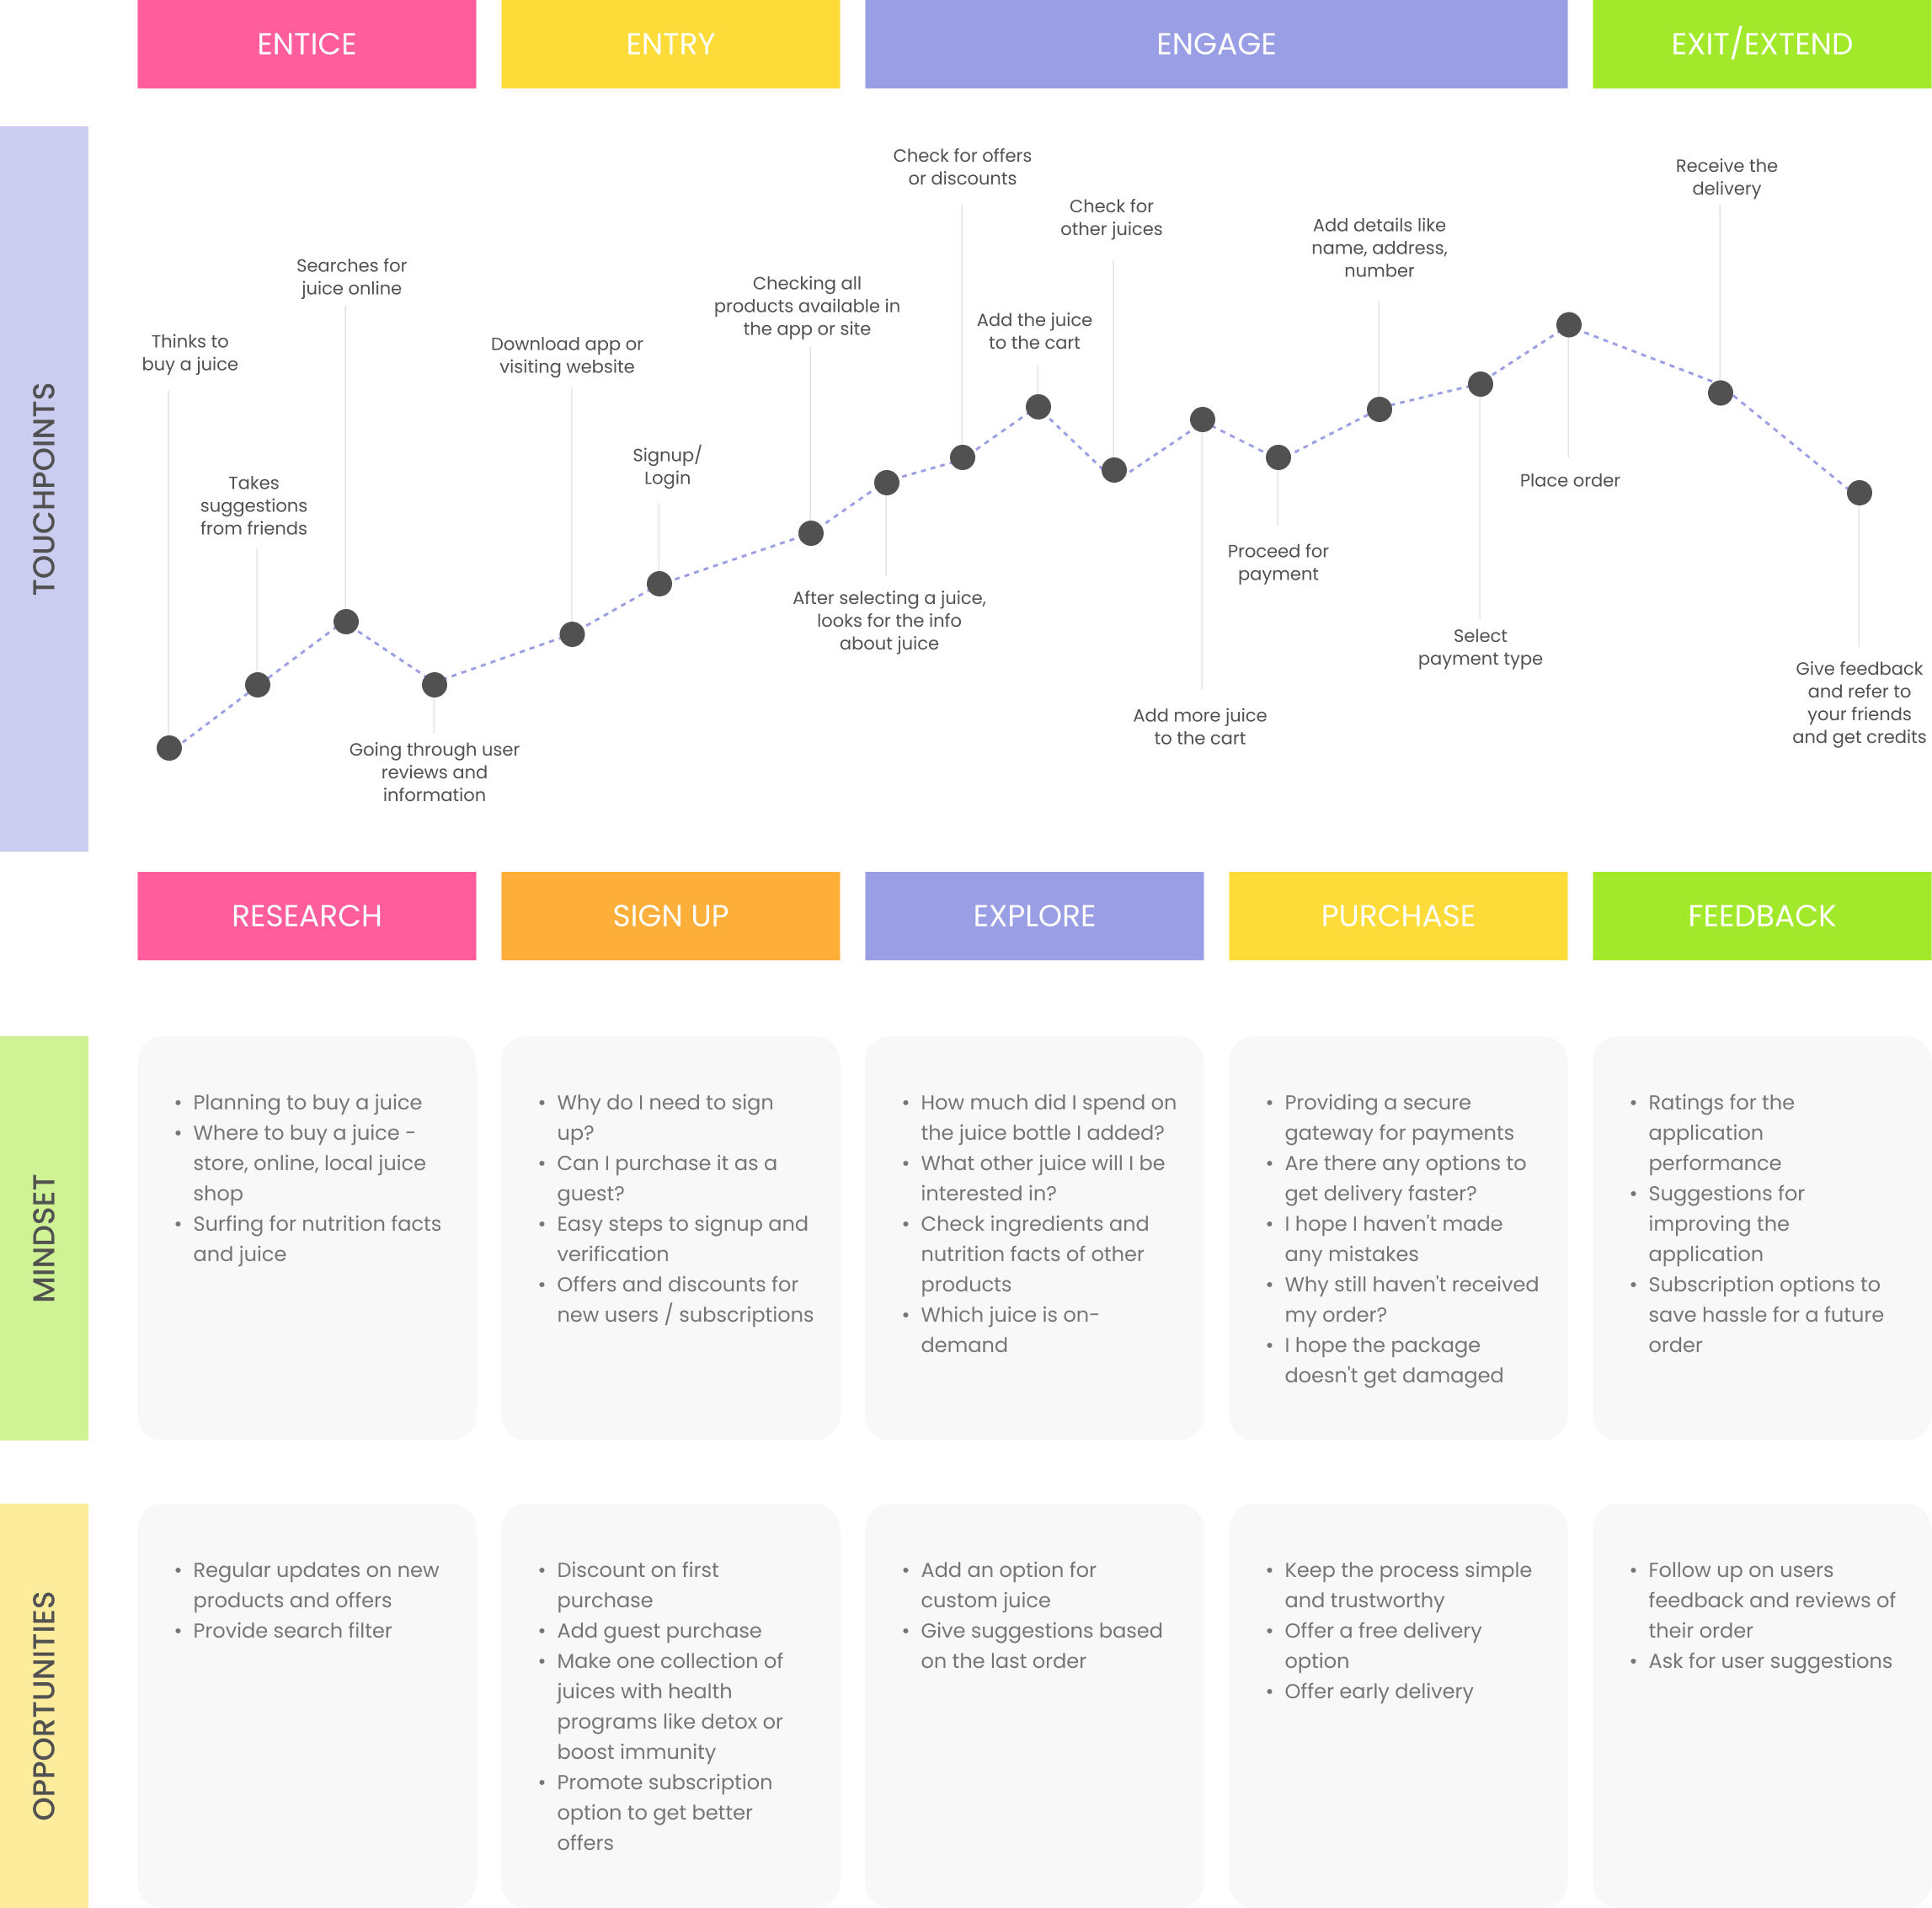 ENTICE
ENTRY
ENGAGE
EXIT/EXTEND
TOUCHPOINTS
Thinks to
buy a juice
Takes
suggestions
from friends
Searches for
juice online
Going through user
reviews and
information
Download app or
visiting website
Signup/
Login
Checking all
products available in
the app or site
After selecting a juice,
looks for the info
about juice
Check for offers
or discounts
Add the juice
to the cart
Check for
other juices
Add more juice
to the cart
Proceed for
payment
Add details like
name, address,
number
Select
payment type
Place order
Receive the
delivery
Give feedback
and refer to
your friends
and get credits
RESEARCH
SIGN UP
EXPLORE
PURCHASE
FEEDBACK
MINDSET
• Planning to buy a juice
• Where to buy a juice -
store, online, local juice
shop
• Surfing for nutrition facts
and juice
• Why do I need to sign
up?
• Can I purchase it as a
guest?
• Easy steps to signup and
verification
• Offers and discounts for
new users / subscriptions
• How much did I spend on
the juice bottle I added?
• What other juice will I be
interested in?
• Check ingredients and
nutrition facts of other
products
• Which juice is on-
demand
• Providing a secure
gateway for payments
• Are there any options to
get delivery faster?
• I hope I haven't made
any mistakes
• Why still haven't received
my order?
• I hope the package
doesn't get damaged
• Ratings for the
application
performance
• Suggestions for
improving the
application
• Subscription options to
save hassle for a future
order
OPPORTUNITIES
• Regular updates on new
products and offers
• Provide search filter
• Discount on first
purchase
• Add guest purchase
• Make one collection of
juices with health
programs like detox or
boost immunity
• Promote subscription
option to get better
offers
• Add an option for
custom juice
• Give suggestions based
on the last order
• Keep the process simple
and trustworthy
• Offer a free delivery
option
• Offer early delivery
• Follow up on users
feedback and reviews of
their order
• Ask for user suggestions